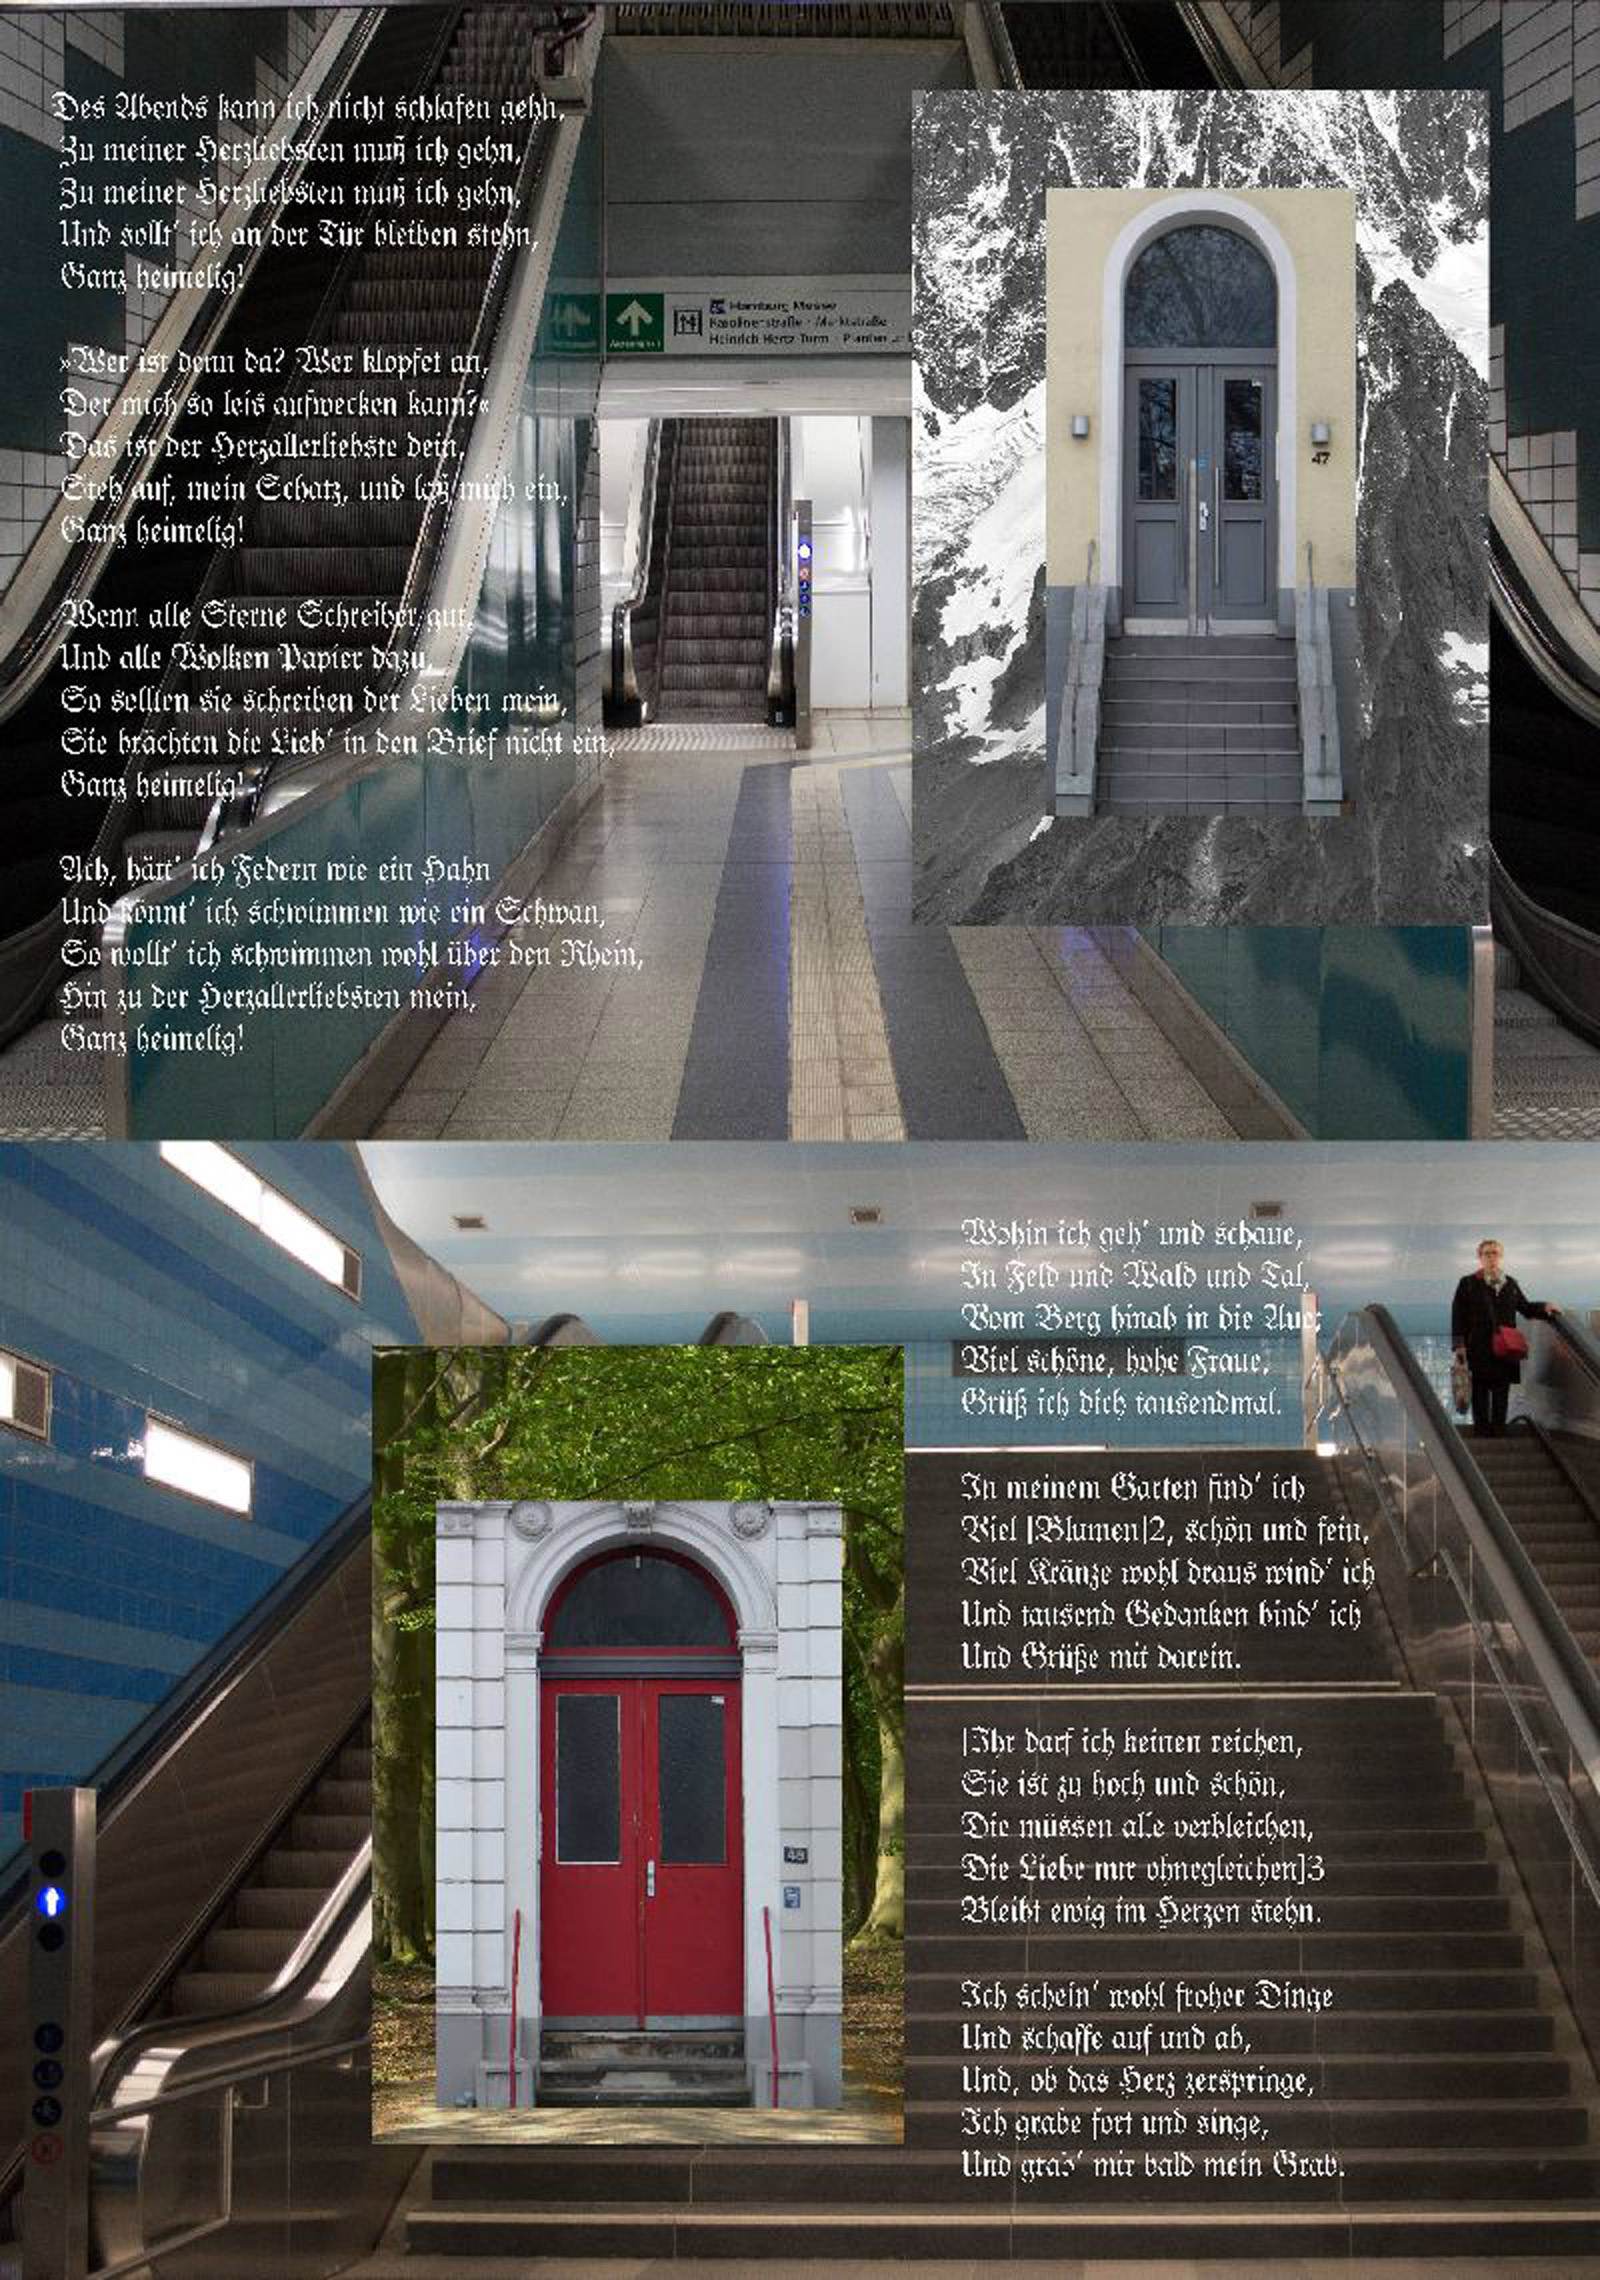 Des Abends kann ich nicht schlafen gehn,
Zu meiner Herzliebsten muß ich gehn,
Zu meiner Herzliebsten muß ich gehn,
Und sollt' ich an der Tür bleiben stehn,
Ganz heimelig!
»Wer ist denn da? Wer klopfet an,
Der mich so leis aufwecken kann?«
Das ist der Herzallerliebste dein,
Steh auf, mein Schatz, und laß mich ein,
Ganz heimelig!
Wenn alle Sterne Schreiber gut,
Und alle Wolken Papier dazu,
So sollten sie schreiben der Lieben mein,
Sie brächten die Lieb' in den Brief nicht ein,
Ganz heimelig!
Ach, hätt' ich Federn wie ein Hahn
Und könnt' ich schwimmen wie ein Schwan,
So wollt' ich schwimmen wohl über den Rhein,
Hin zu der Herzallerliebsten mein,
Ganz heimelig!
Hamburg Messe
Karolinenstraße · Marktstraße
Heinrich-Hertz-Turm · Planten
47
Wohin ich geh' und schaue,
In Feld und Wald und Tal,
Vom Berg hinab in die Aue;
Viel schöne, hohe Fraue,
Grüß ich dich tausendmal.
In meinem Garten find' ich
Viel [Blumen]2, schön und fein,
Viel Kränze wohl draus wind' ich
Und tausend Gedanken bind' ich
Und Grüße mit darein.
[Ihr darf ich keinen reichen,
Sie ist zu hoch und schön,
Die müssen alle verbleichen,
Die Liebe nur ohnegleichen]3
Bleibt ewig im Herzen stehn.
Ich schein' wohl froher Dinge
Und schaffe auf und ab,
Und, ob das Herz zerspringe,
Ich grabe fort und singe,
Und grab' mir bald mein Grab.
48